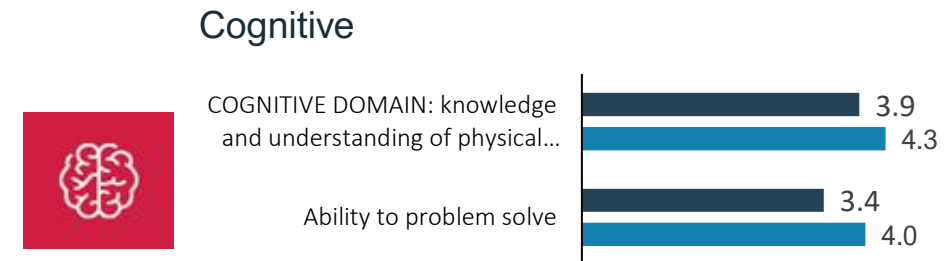 Cognitive
COGNITIVE DOMAIN: knowledge
and understanding of physical...
3.9
4.3
Ability to problem solve
3.4
4.0